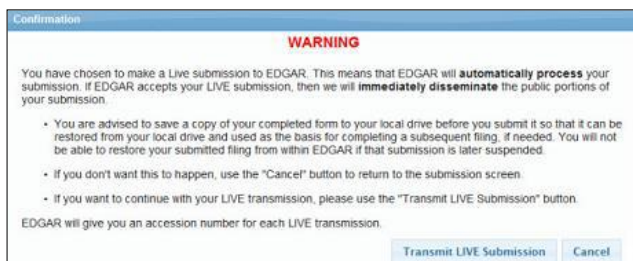 Confirmation
WARNING
You have chosen to make a Live submission to EDGAR. This means that EDGAR will automatically process your
submission. If EDGAR accepts your LIVE submission, then we will immediately disseminate the public portions of
your submission.
• You are advised to save a copy of your completed form to your local drive before you submit it so that it can be
restored from your local drive and used as the basis for completing a subsequent filing, if needed. You will not
be able to restore your submitted filing from within EDGAR if that submission is later suspended.
• If you don't want this to happen, use the "Cancel" button to return to the submission screen.
• If you want to continue with your LIVE transmission, please use the "Transmit LIVE Submission" button.
EDGAR will give you an accession number for each LIVE transmission.
Transmit LIVE Submission Cancel